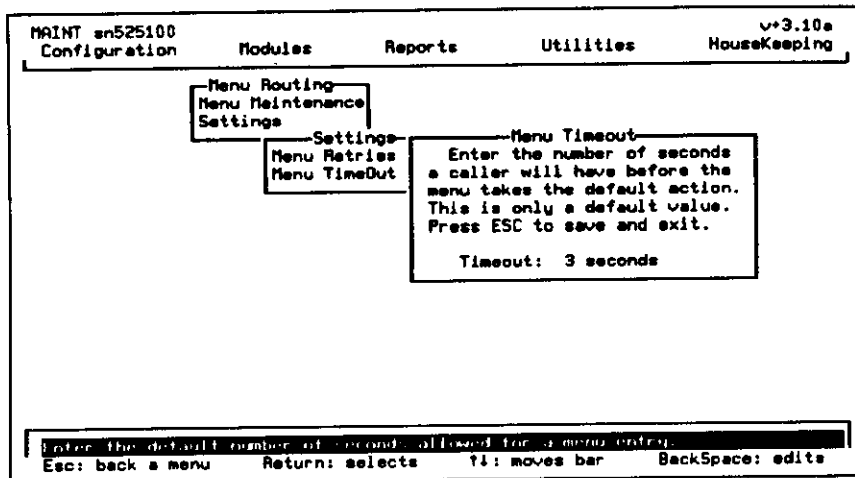 MAINT sn525100 v+3.10a
Configuration Modules Reports Utilities HouseKeeping
Menu Routing
Menu Maintenance
Settings
Settings
Menu Retries
Menu TimeOut
Menu Timeout
Enter the number of seconds
a caller will have before the
menu takes the default action.
This is only a default value.
Press ESC to save and exit.
Timeout: 3 seconds
Enter the default number of seconds allowed for a menu entry.
Esc: back a menu Return: selects ↑↓: moves bar BackSpace: edits